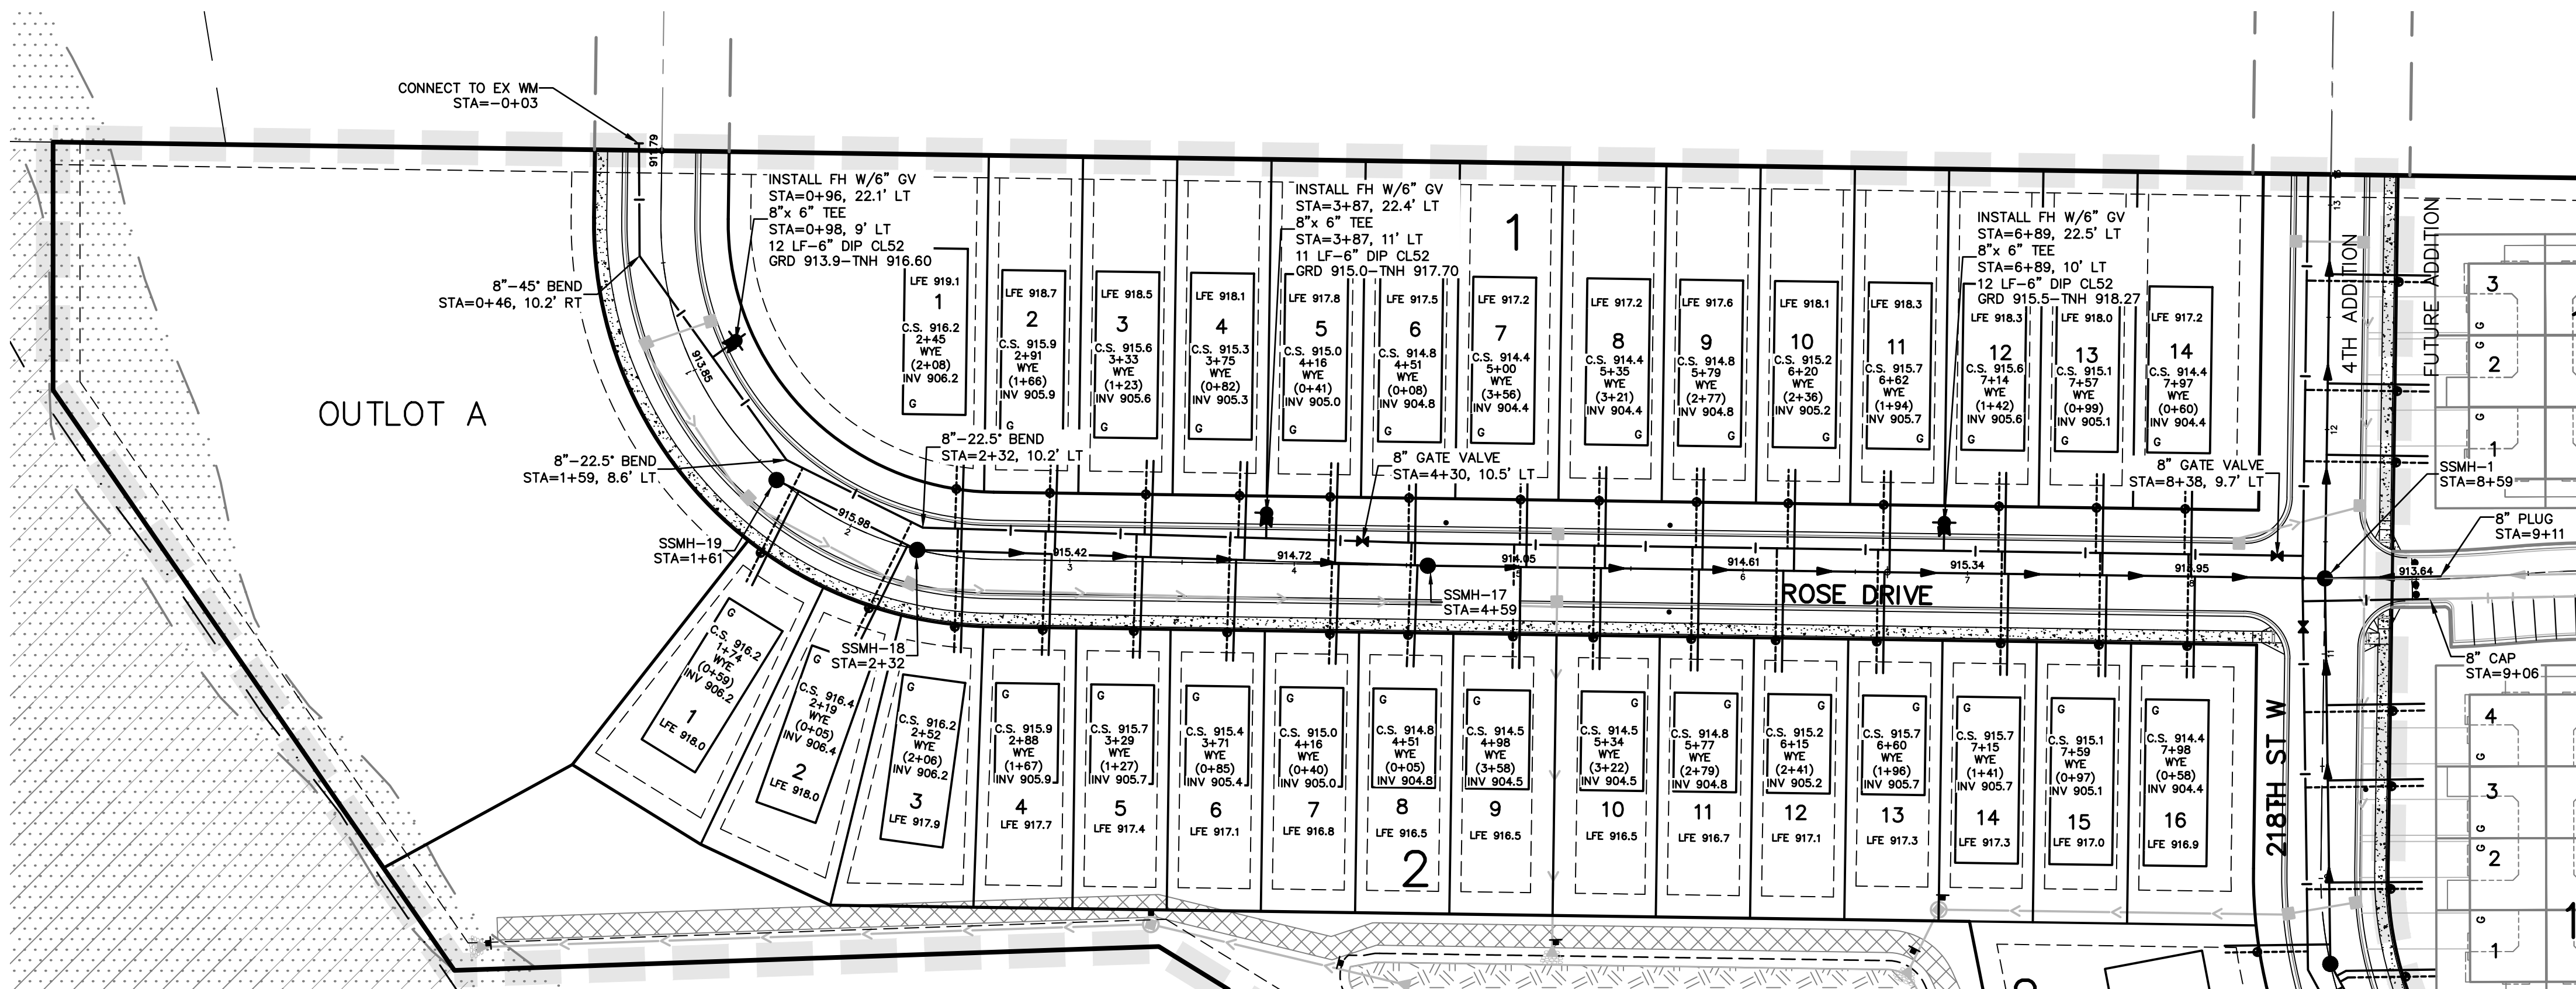 CONNECT TO EX WM
STA=-0+03
INSTALL FH W/6" GV
STA=0+96, 22.1' LT
8"x 6" TEE
STA=0+98, 9' LT
12 LF-6" DIP CL52
GRD 913.9-TNH 916.60
INSTALL FH W/6" GV
STA=3+87, 22.4' LT
8"x 6" TEE
STA=3+87, 11' LT
11 LF-6" DIP CL52
GRD 915.0-TNH 917.70
1
INSTALL FH W/6" GV
STA=6+89, 22.5' LT
8"x 6" TEE
STA=6+89, 10' LT
12 LF-6" DIP CL52
GRD 915.5-TNH 918.27
8"-45° BEND
STA=0+46, 10.2' RT
OUTLOT A
8"-22.5° BEND
STA=1+59, 8.6' LT
8"-22.5° BEND
STA=2+32, 10.2' LT
8" GATE VALVE
STA=4+30, 10.5' LT
8" GATE VALVE
STA=8+38, 9.7' LT
LFE 919.1
1
C.S. 916.2
2+45
WYE
(2+08)
INV 906.2
G
LFE 918.7
2
C.S. 915.9
2+91
WYE
(1+66)
INV 905.9
G
LFE 918.5
3
C.S. 915.6
3+33
WYE
(1+23)
INV 905.6
G
LFE 918.1
4
C.S. 915.3
3+75
WYE
(0+82)
INV 905.3
G
LFE 917.8
5
C.S. 915.0
4+16
WYE
(0+41)
INV 905.0
G
LFE 917.5
6
C.S. 914.8
4+51
WYE
(0+08)
INV 904.8
G
LFE 917.2
7
C.S. 914.4
5+00
WYE
(3+56)
INV 904.4
G
LFE 917.2
8
C.S. 914.4
5+35
WYE
(3+21)
INV 904.4
G
LFE 917.6
9
C.S. 914.8
5+79
WYE
(2+77)
INV 904.8
G
LFE 918.1
10
C.S. 915.2
6+20
WYE
(2+36)
INV 905.2
G
LFE 918.3
11
C.S. 915.7
6+62
WYE
(1+94)
INV 905.7
G
LFE 918.3
12
C.S. 915.6
7+14
WYE
(1+42)
INV 905.6
G
LFE 918.0
13
C.S. 915.1
7+57
WYE
(0+99)
INV 905.1
G
LFE 917.2
14
C.S. 914.4
7+97
WYE
(0+60)
INV 904.4
G
4TH ADDITION
FUTURE ADDITION
3
G
G
2
G
1
SSMH-1
STA=8+59
8" PLUG
STA=9+11
8" CAP
STA=9+06
13
12
11
913.85
915.98
2
915.42
3
914.72
4
914.05
914.61
6
915.34
7
913.64
ROSE DRIVE
SSMH-19
STA=1+61
SSMH-18
STA=2+32
SSMH-17
STA=4+59
218TH ST W
G
C.S. 916.2
1+74
WYE
(0+59)
INV 906.2
1
LFE 918.0
G
C.S. 916.4
2+19
WYE
(0+05)
INV 906.4
2
LFE 918.0
G
C.S. 916.2
2+52
WYE
(2+06)
INV 906.2
3
LFE 917.9
G
C.S. 915.9
2+88
WYE
(1+67)
INV 905.9
4
LFE 917.7
G
C.S. 915.7
3+29
WYE
(1+27)
INV 905.7
5
LFE 917.4
G
C.S. 915.4
3+71
WYE
(0+85)
INV 905.4
6
LFE 917.1
G
C.S. 915.0
4+16
WYE
(0+40)
INV 905.0
7
LFE 916.8
G
C.S. 914.8
4+51
WYE
(0+05)
INV 904.8
8
LFE 916.5
G
C.S. 914.5
4+98
WYE
(3+58)
INV 904.5
9
LFE 916.5
G
C.S. 914.5
5+34
WYE
(3+22)
INV 904.5
10
LFE 916.5
G
C.S. 914.8
5+77
WYE
(2+79)
INV 904.8
11
LFE 916.7
G
C.S. 915.2
6+15
WYE
(2+41)
INV 905.2
12
LFE 917.1
G
C.S. 915.7
6+60
WYE
(1+96)
INV 905.7
13
LFE 917.3
G
C.S. 915.7
7+15
WYE
(1+41)
INV 905.7
14
LFE 917.3
G
C.S. 915.1
7+59
WYE
(0+97)
INV 905.1
15
LFE 917.0
G
C.S. 914.4
7+98
WYE
(0+58)
INV 904.4
16
LFE 916.9
2
4
G
3
G
G
2
G
1